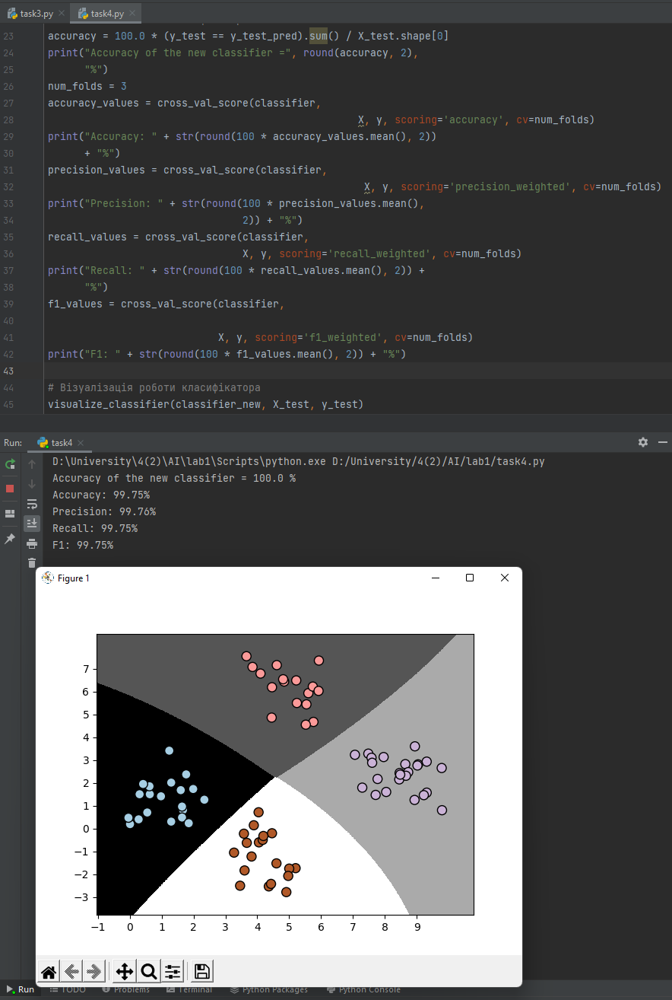 task3.py
task4.py
23 accuracy = 100.0 * (y_test == y_test_pred).sum() / X_test.shape[0]
24 print("Accuracy of the new classifier =", round(accuracy, 2),
25 "%")
26 num_folds = 3
27 accuracy_values = cross_val_score(classifier,
28 X, y, scoring='accuracy', cv=num_folds)
29 print("Accuracy: " + str(round(100 * accuracy_values.mean(), 2))
30 + "%")
31 precision_values = cross_val_score(classifier,
32 X, y, scoring='precision_weighted', cv=num_folds)
33 print("Precision: " + str(round(100 * precision_values.mean(),
34 2)) + "%")
35 recall_values = cross_val_score(classifier,
36 X, y, scoring='recall_weighted', cv=num_folds)
37 print("Recall: " + str(round(100 * recall_values.mean(), 2)) +
38 "%")
39 f1_values = cross_val_score(classifier,
40
41 X, y, scoring='f1_weighted', cv=num_folds)
42 print("F1: " + str(round(100 * f1_values.mean(), 2)) + "%")
43
44 # Візуалізація роботи класифікатора
45 visualize_classifier(classifier_new, X_test, y_test)
Run: task4
D:\University\4(2)\AI\lab1\Scripts\python.exe D:/University/4(2)/AI/lab1/task4.py
Accuracy of the new classifier = 100.0 %
Accuracy: 99.75%
Precision: 99.76%
Recall: 99.75%
F1: 99.75%
Figure 1
7
6
5
4
3
2
1
0
−1
−2
−3
−1 0 1 2 3 4 5 6 7 8 9
Run TODO Problems Terminal Python Packages Python Console